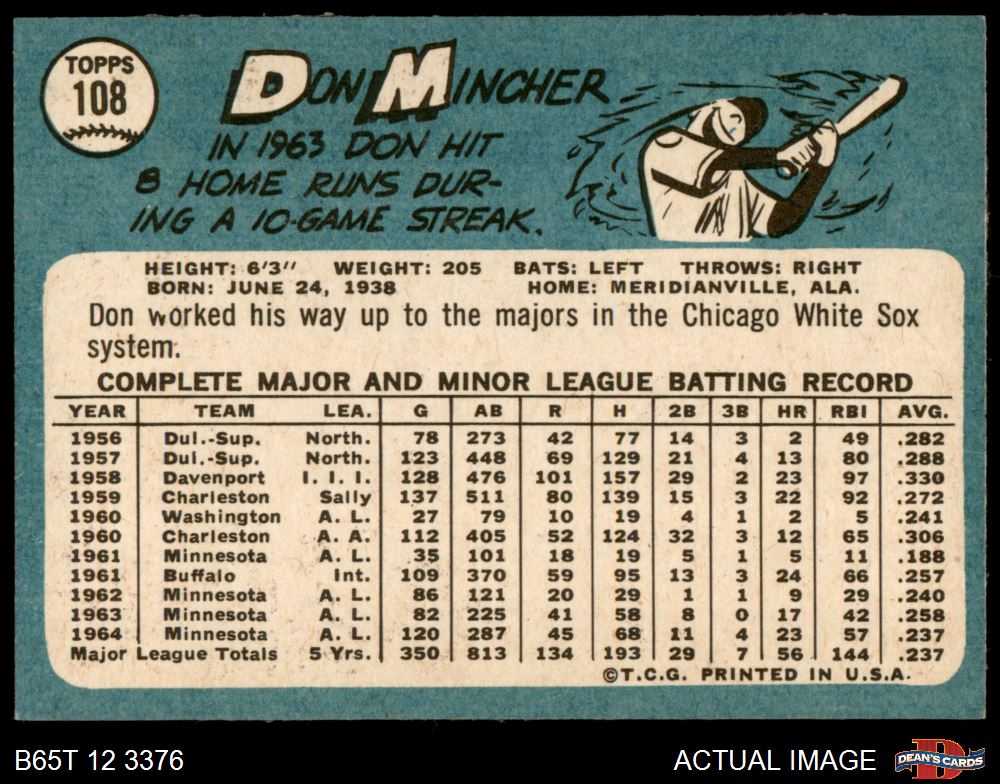 TOPPS
108
DON MINCHER
IN 1963 DON HIT
8 HOME RUNS DUR-
ING A 10-GAME STREAK.
HEIGHT: 6'3" WEIGHT: 205 BATS: LEFT THROWS: RIGHT
BORN: JUNE 24, 1938 HOME: MERIDIANVILLE, ALA.
Don worked his way up to the majors in the Chicago White Sox
system.
COMPLETE MAJOR AND MINOR LEAGUE BATTING RECORD
YEAR TEAM LEA. G AB R H 2B 3B HR RBI AVG.
1956 Dul.-Sup. North. 78 273 42 77 14 3 2 49 .282
1957 Dul.-Sup. North. 123 448 69 129 21 4 13 80 .288
1958 Davenport I. I. I. 128 476 101 157 29 2 23 97 .330
1959 Charleston Sally 137 511 80 139 15 3 22 92 .272
1960 Washington A. L. 27 79 10 19 4 1 2 5 .241
1960 Charleston A. A. 112 405 52 124 32 3 12 65 .306
1961 Minnesota A. L. 35 101 18 19 5 1 5 11 .188
1961 Buffalo Int. 109 370 59 95 13 3 24 66 .257
1962 Minnesota A. L. 86 121 20 29 1 1 9 29 .240
1963 Minnesota A. L. 82 225 41 58 8 0 17 42 .258
1964 Minnesota A. L. 120 287 45 68 11 4 23 57 .237
Major League Totals 5 Yrs. 350 813 134 193 29 7 56 144 .237
©T.C.G. PRINTED IN U.S.A.
B65T 12 3376 ACTUAL IMAGE
D
DEAN'S CARDS